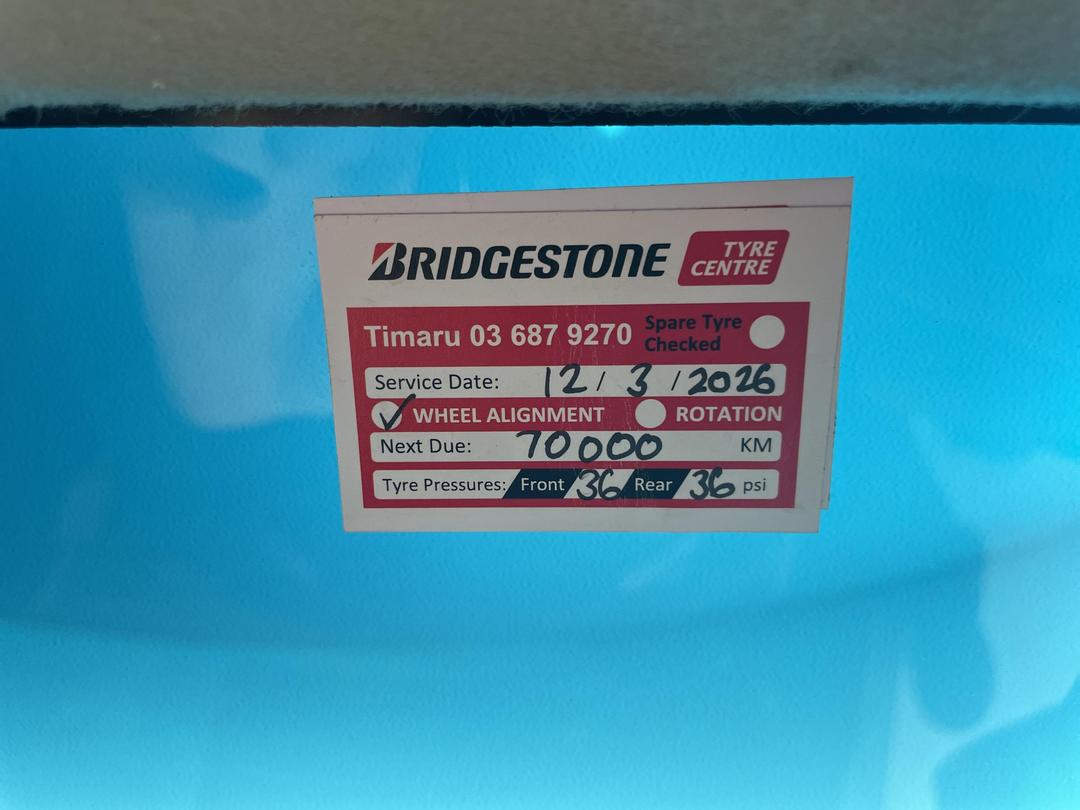 BRIDGESTONE TYRE CENTRE
Timaru 03 687 9270 Spare Tyre Checked
Service Date: 12 / 3 / 2026
✓ WHEEL ALIGNMENT ROTATION
Next Due: 70000 KM
Tyre Pressures: Front 36 Rear 36 psi